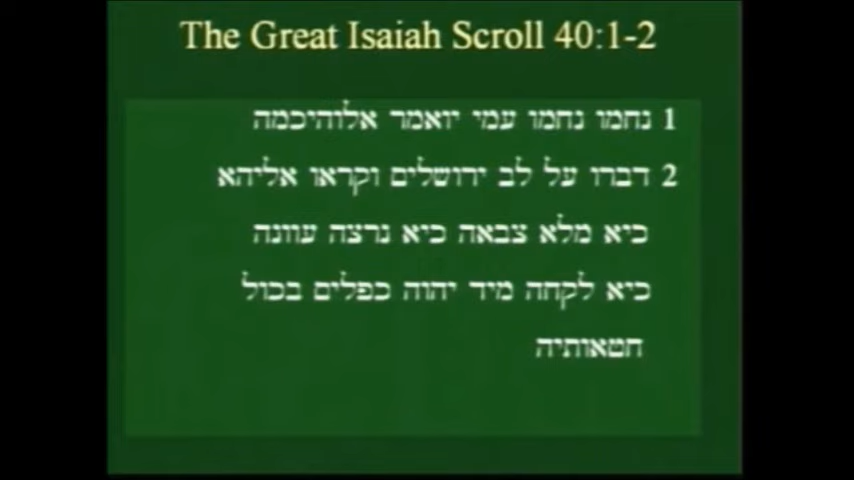 The Great Isaiah Scroll 40:1-2
1 נחמו נחמו עמי יואמר אלוהיכמה
2 דברו על לב ירושלים וקראו אליהא
כיא מלא צבאה כיא נרצה עוונה
כיא לקחה מיד יהוה כפלים בכול
חטאותיה